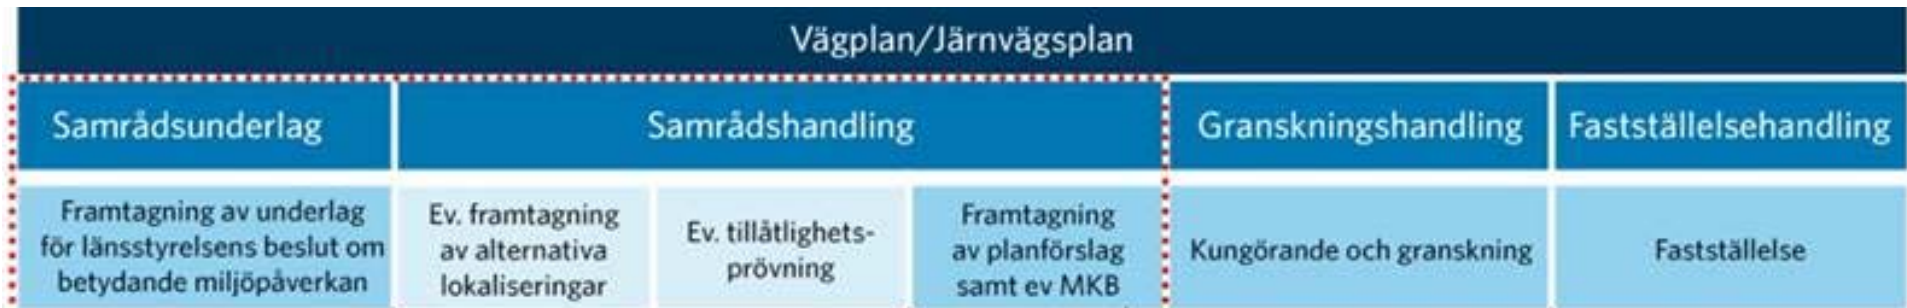 Vägplan/Järnvägsplan
Samrådsunderlag
Samrådshandling
Granskningshandling
Fastställelsehandling
Framtagning av underlag
för länsstyrelsens beslut om
betydande miljöpåverkan
Ev. framtagning
av alternativa
lokaliseringar
Ev. tillåtlighets-
prövning
Framtagning
av planförslag
samt ev MKB
Kungörande och granskning
Fastställelse